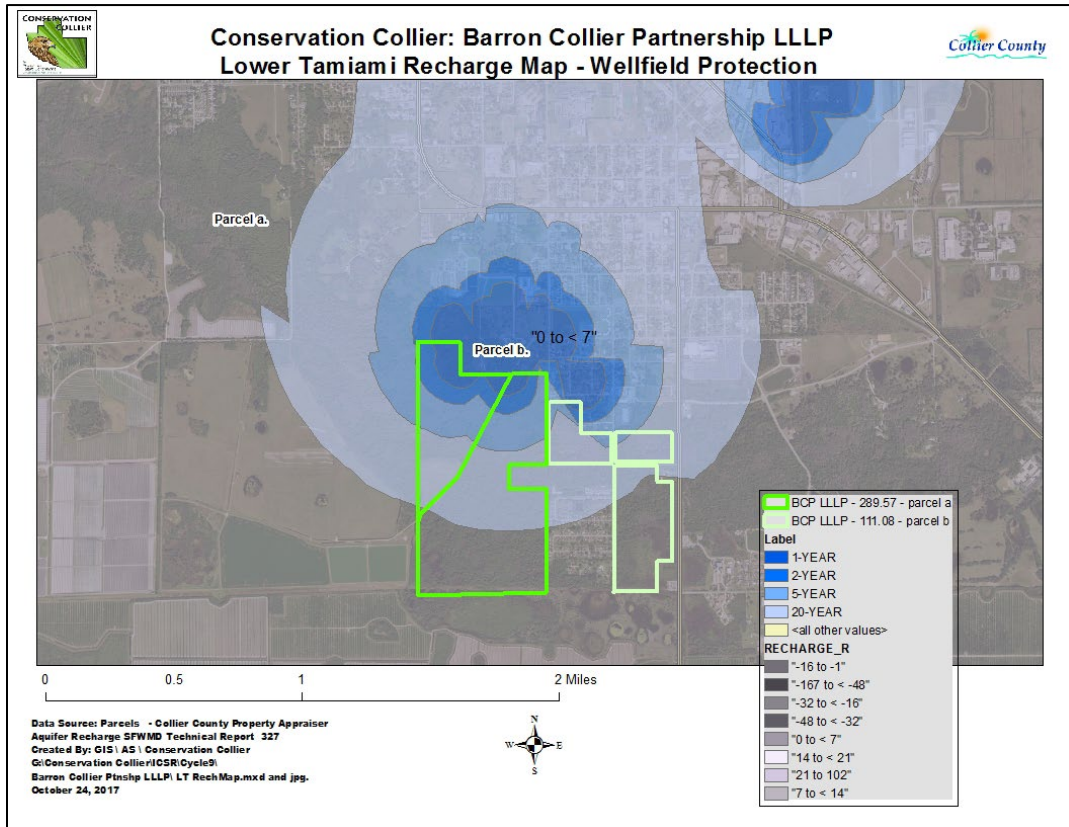 CONSERVATION
COLLIER
Conservation Collier: Barron Collier Partnership LLLP
Lower Tamiami Recharge Map - Wellfield Protection
Collier County
Parcel a.
"0 to < 7"
Parcel b.
BCP LLLP - 289.57 - parcel a
BCP LLLP - 111.08 - parcel b
Label
1-YEAR
2-YEAR
5-YEAR
20-YEAR
<all other values>
RECHARGE_R
"-16 to -1"
"-167 to < -48"
"-32 to < -16"
"-48 to < -32"
"0 to < 7"
"14 to < 21"
"21 to 102"
"7 to < 14"
0 0.5 1 2 Miles
Data Source: Parcels - Collier County Property Appraiser
Aquifer Recharge SFWMD Technical Report 327
Created By: GIS \ AS \ Conservation Collier
G:\Conservation Collier\ICSR\Cycle9\
Barron Collier Ptnshp LLLP\ LT RechMap.mxd and jpg.
October 24, 2017
N
W E
S